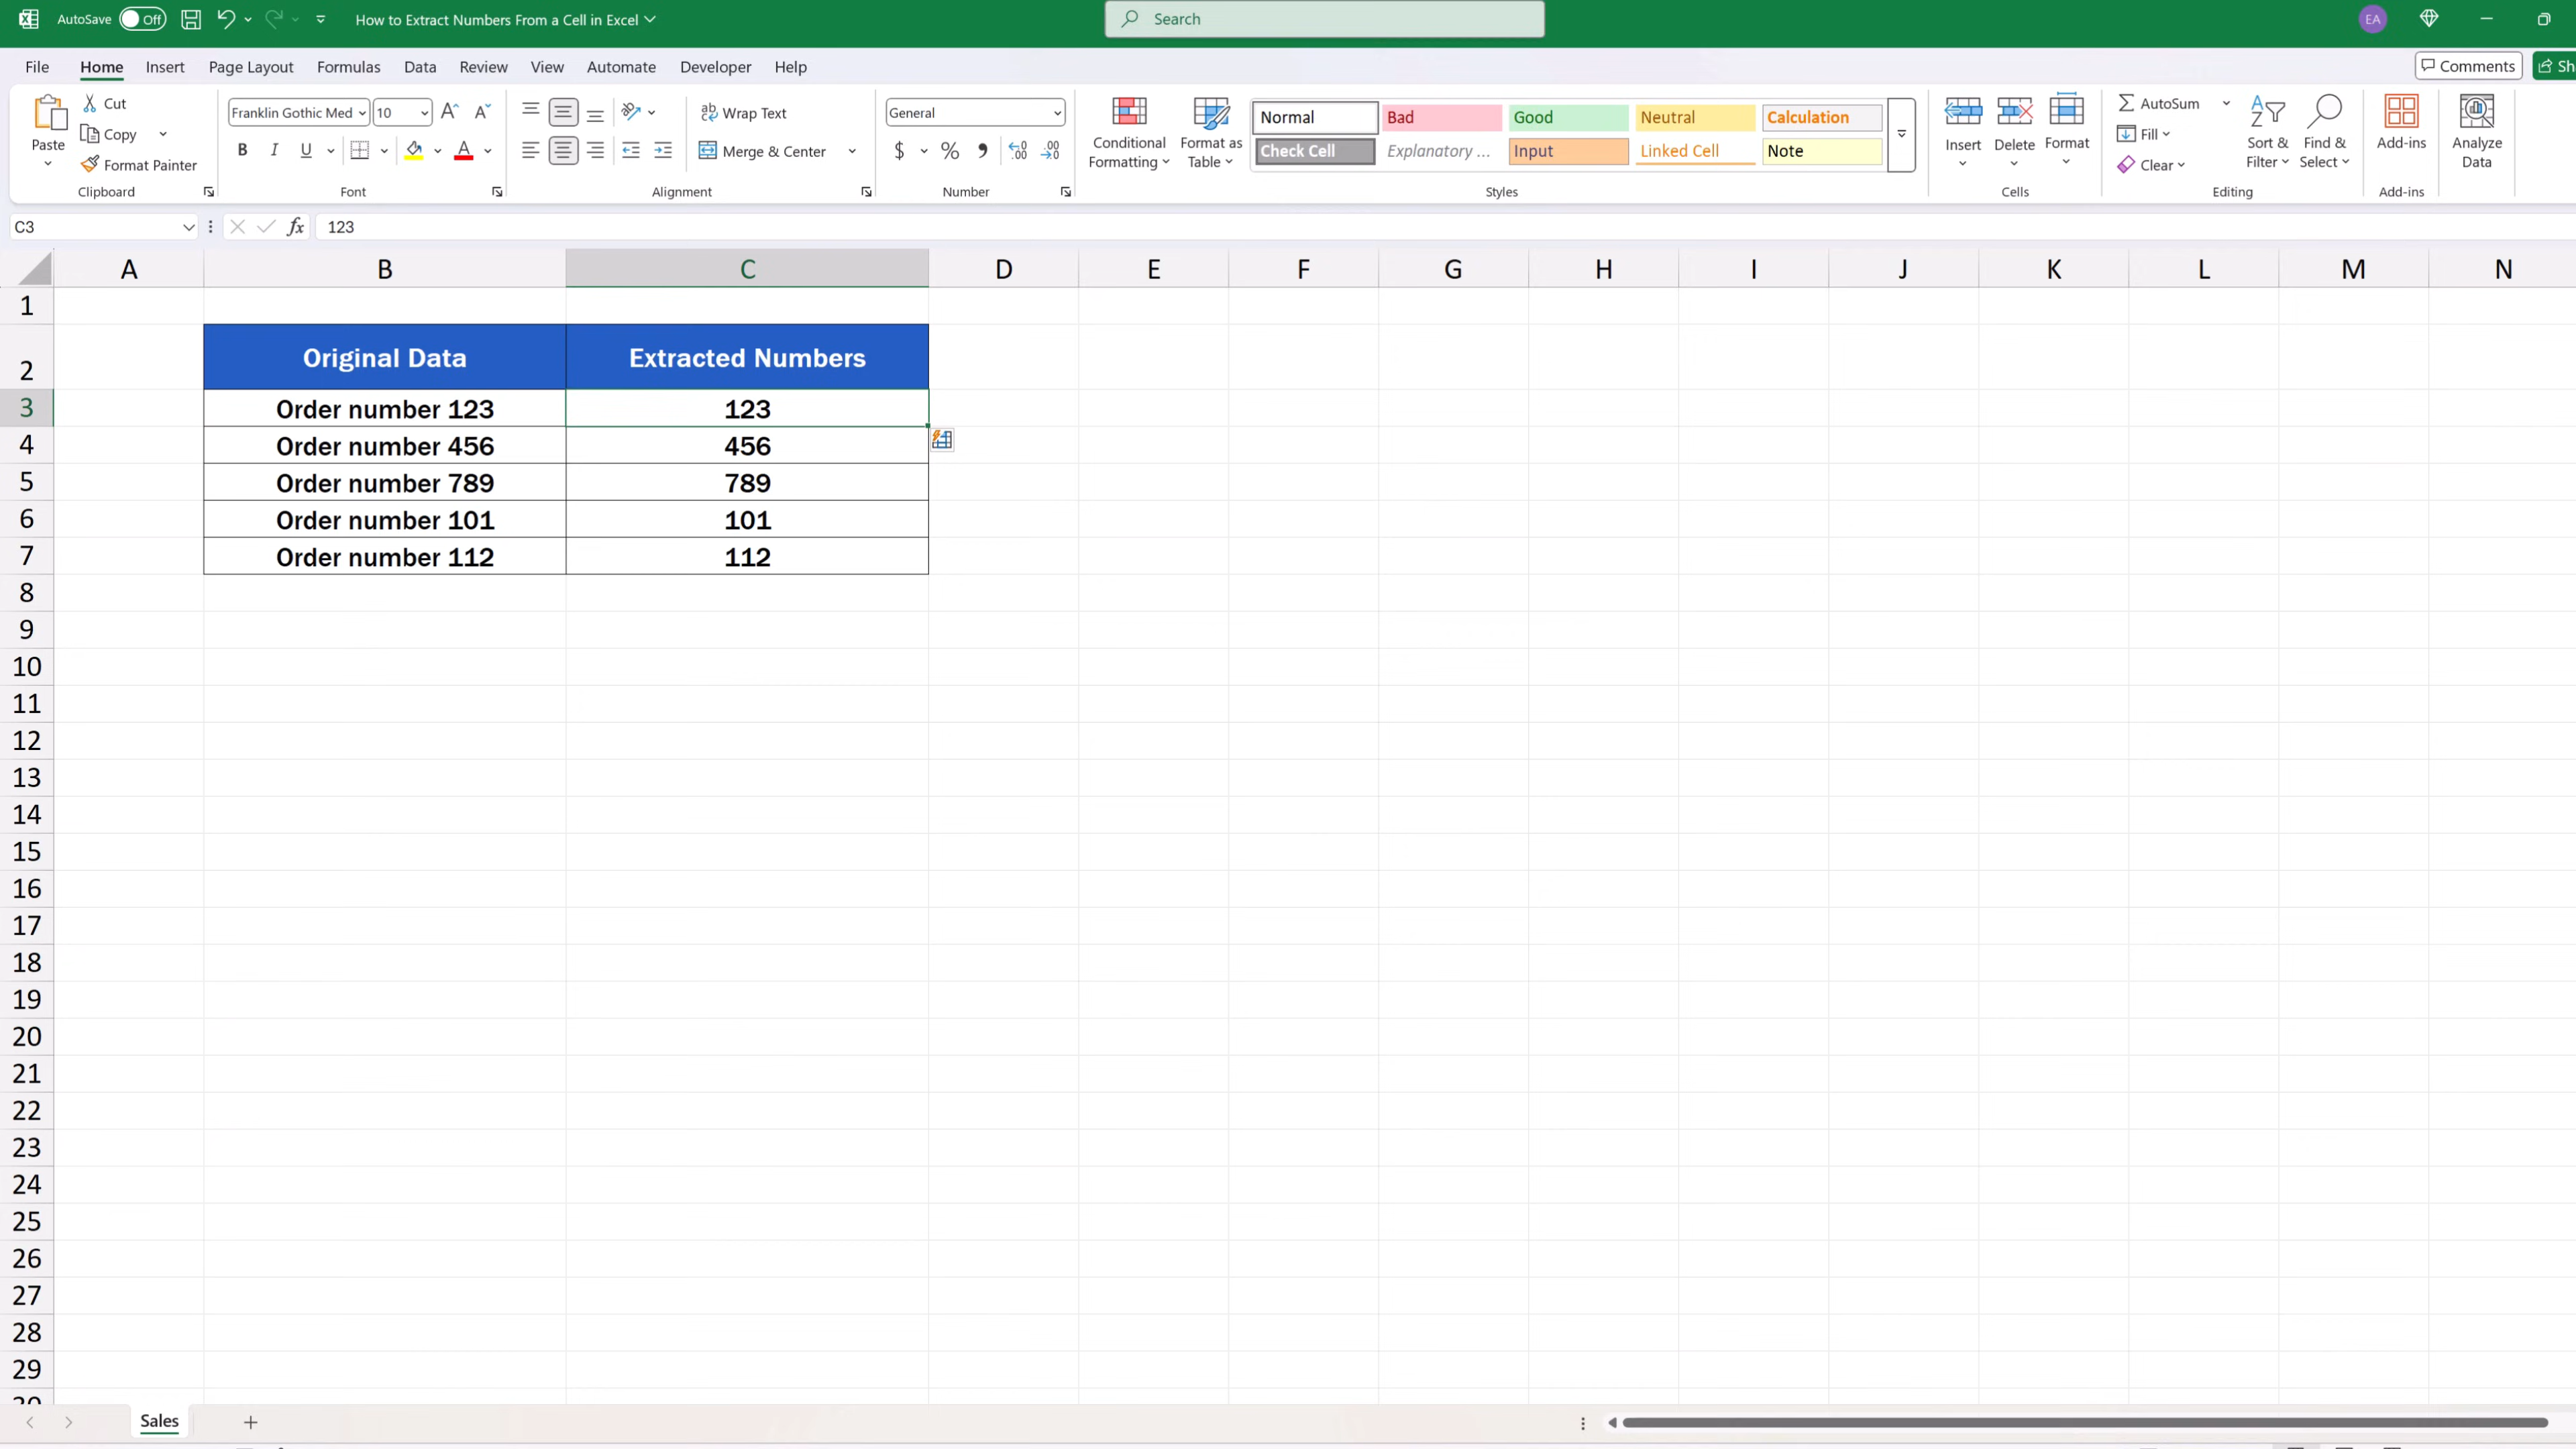 AutoSave Off How to Extract Numbers From a Cell in Excel Search EA
File Home Insert Page Layout Formulas Data Review View Automate Developer Help Comments
Paste Cut Copy Format Painter Clipboard
Franklin Gothic Med 10 B I U A Font
ab Wrap Text Merge & Center Alignment
General $ % Number
Conditional Formatting Format as Table
Normal Bad Good Neutral Calculation
Check Cell Explanatory ... Input Linked Cell Note
Styles
Insert Delete Format Cells
AutoSum Fill Clear Sort & Filter Find & Select Editing
Add-ins Add-ins
Analyze Data
C3 fx 123
A B C D E F G H I J K L M N
1
2 Original Data Extracted Numbers
3 Order number 123 123
4 Order number 456 456
5 Order number 789 789
6 Order number 101 101
7 Order number 112 112
8
9
10
11
12
13
14
15
16
17
18
19
20
21
22
23
24
25
26
27
28
29
Sales